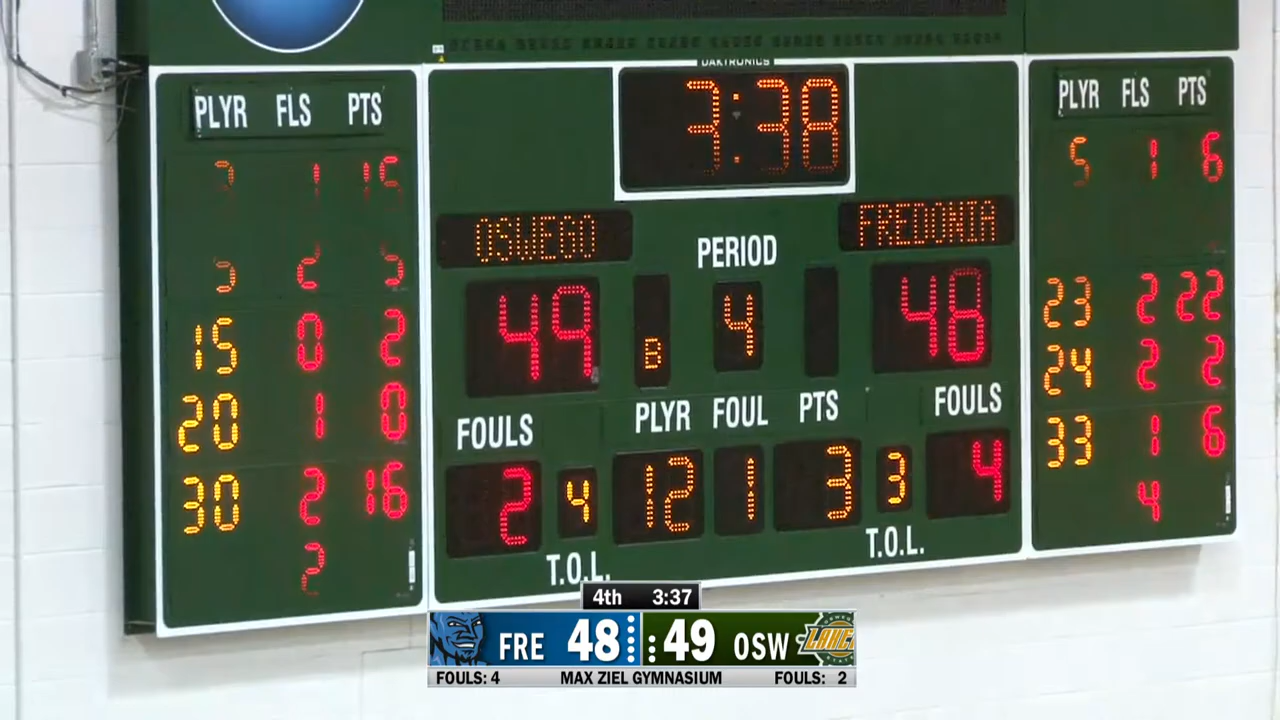 DAKTRONICS
PLYR FLS PTS
3:38
PLYR FLS PTS
1 15
5 1 6
OSWEGO
PERIOD
FREDONIA
2
49
B
4
48
23 2 22
15 0 2
24 2 2
20 1 0
FOULS
PLYR FOUL PTS
FOULS
33 1 6
30 2 16
2
4
12
1
3
3
4
4
2
T.O.L.
T.O.L.
4th 3:37
FRE 48 49 OSW
FOULS: 4 MAX ZIEL GYMNASIUM FOULS: 2